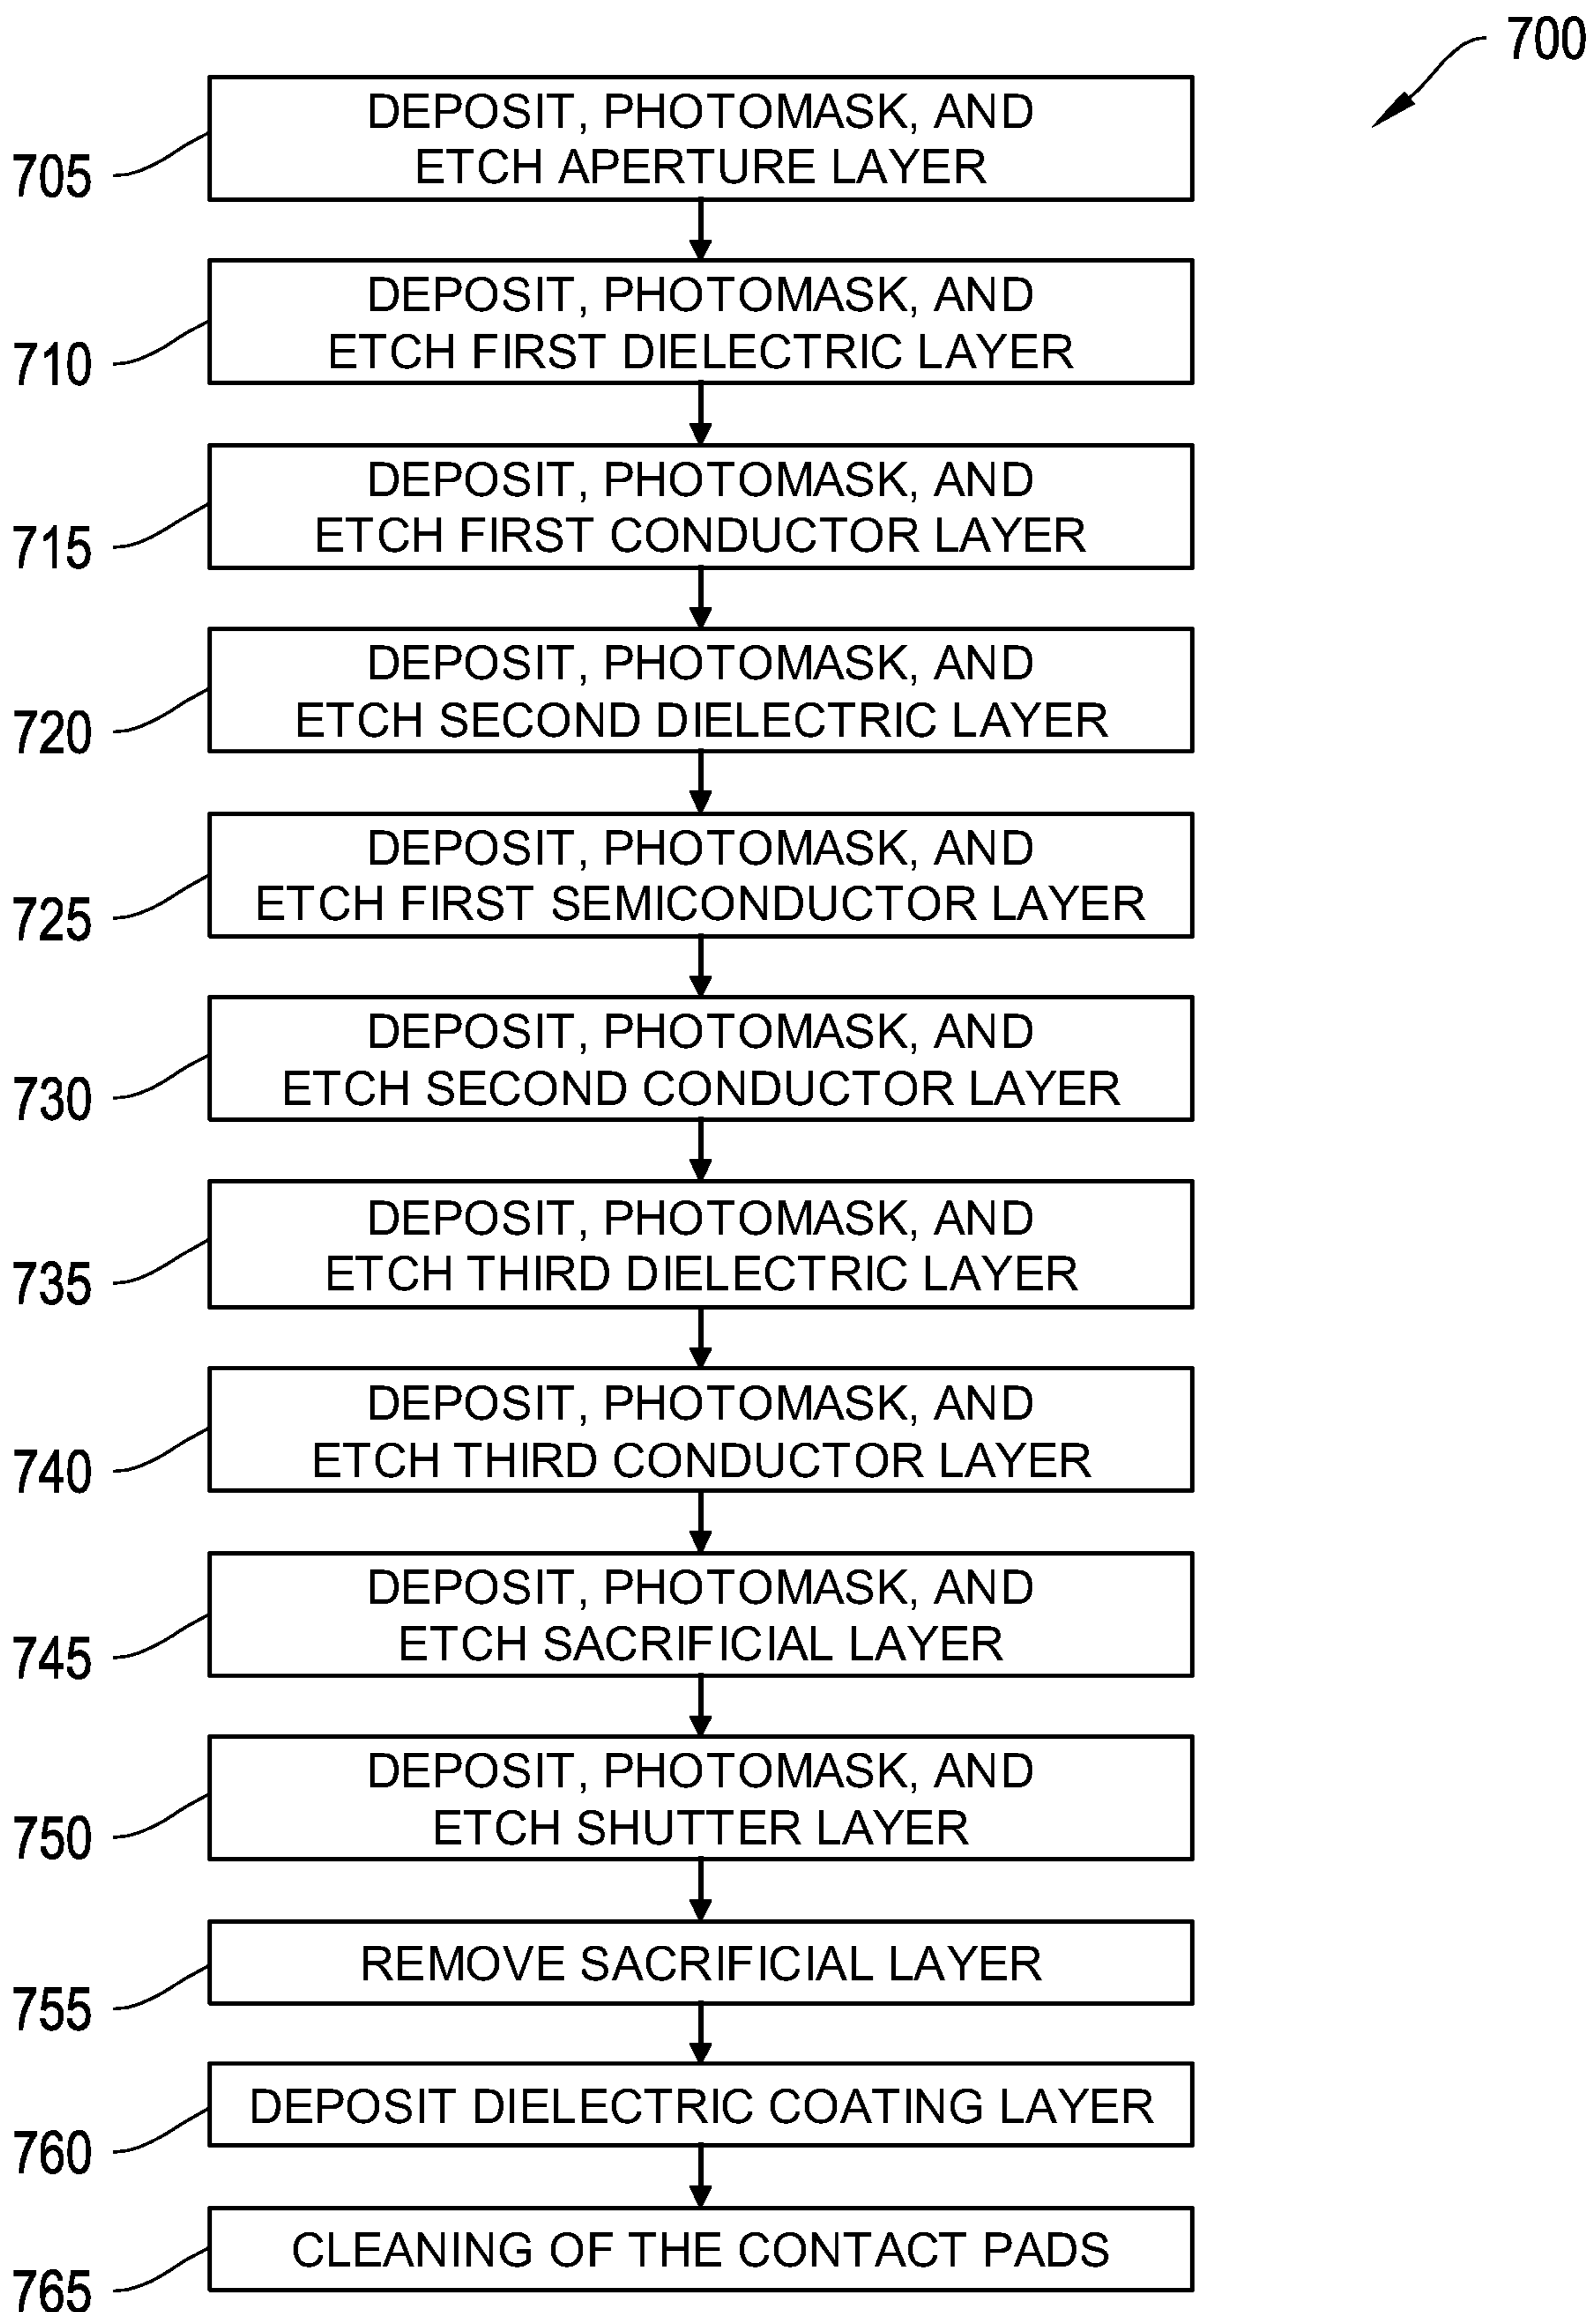 700
DEPOSIT, PHOTOMASK, AND
ETCH APERTURE LAYER
705
DEPOSIT, PHOTOMASK, AND
ETCH FIRST DIELECTRIC LAYER
710
DEPOSIT, PHOTOMASK, AND
ETCH FIRST CONDUCTOR LAYER
715
DEPOSIT, PHOTOMASK, AND
ETCH SECOND DIELECTRIC LAYER
720
DEPOSIT, PHOTOMASK, AND
ETCH FIRST SEMICONDUCTOR LAYER
725
DEPOSIT, PHOTOMASK, AND
ETCH SECOND CONDUCTOR LAYER
730
DEPOSIT, PHOTOMASK, AND
ETCH THIRD DIELECTRIC LAYER
735
DEPOSIT, PHOTOMASK, AND
ETCH THIRD CONDUCTOR LAYER
740
DEPOSIT, PHOTOMASK, AND
ETCH SACRIFICIAL LAYER
745
DEPOSIT, PHOTOMASK, AND
ETCH SHUTTER LAYER
750
REMOVE SACRIFICIAL LAYER
755
DEPOSIT DIELECTRIC COATING LAYER
760
CLEANING OF THE CONTACT PADS
765